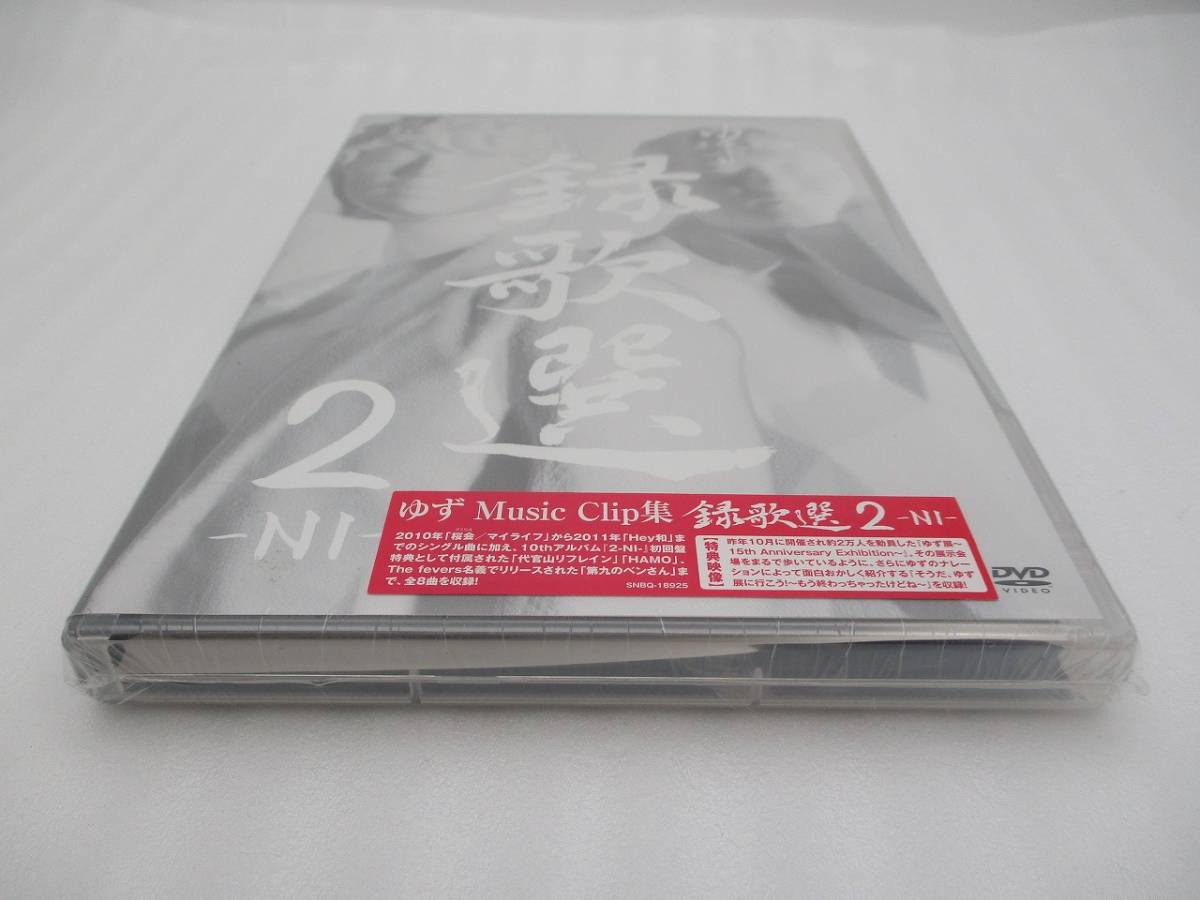 ゆず
録歌選
2
-NI-
ゆず Music Clip集 録歌選 2 -NI-
2010年「桜会／マイライフ」から2011年「Hey和」ま
でのシングル曲に加え、10thアルバム『2-NI-』初回盤
特典として付属された「代官山リフレイン」「HAMO」、
The fevers名義でリリースされた「第九のベンさん」ま
で、全8曲を収録!
SNBQ-18925
【特典映像】
昨年10月に開催され約2万人を動員した『ゆず展～
15th Anniversary Exhibition～』。その展示会
場をまるで歩いているように、さらにゆずのナレー
ションによって面白おかしく紹介する「そうだ、ゆず
展に行こう!～もう終わっちゃったけどね～」を収録!
DVD
VIDEO